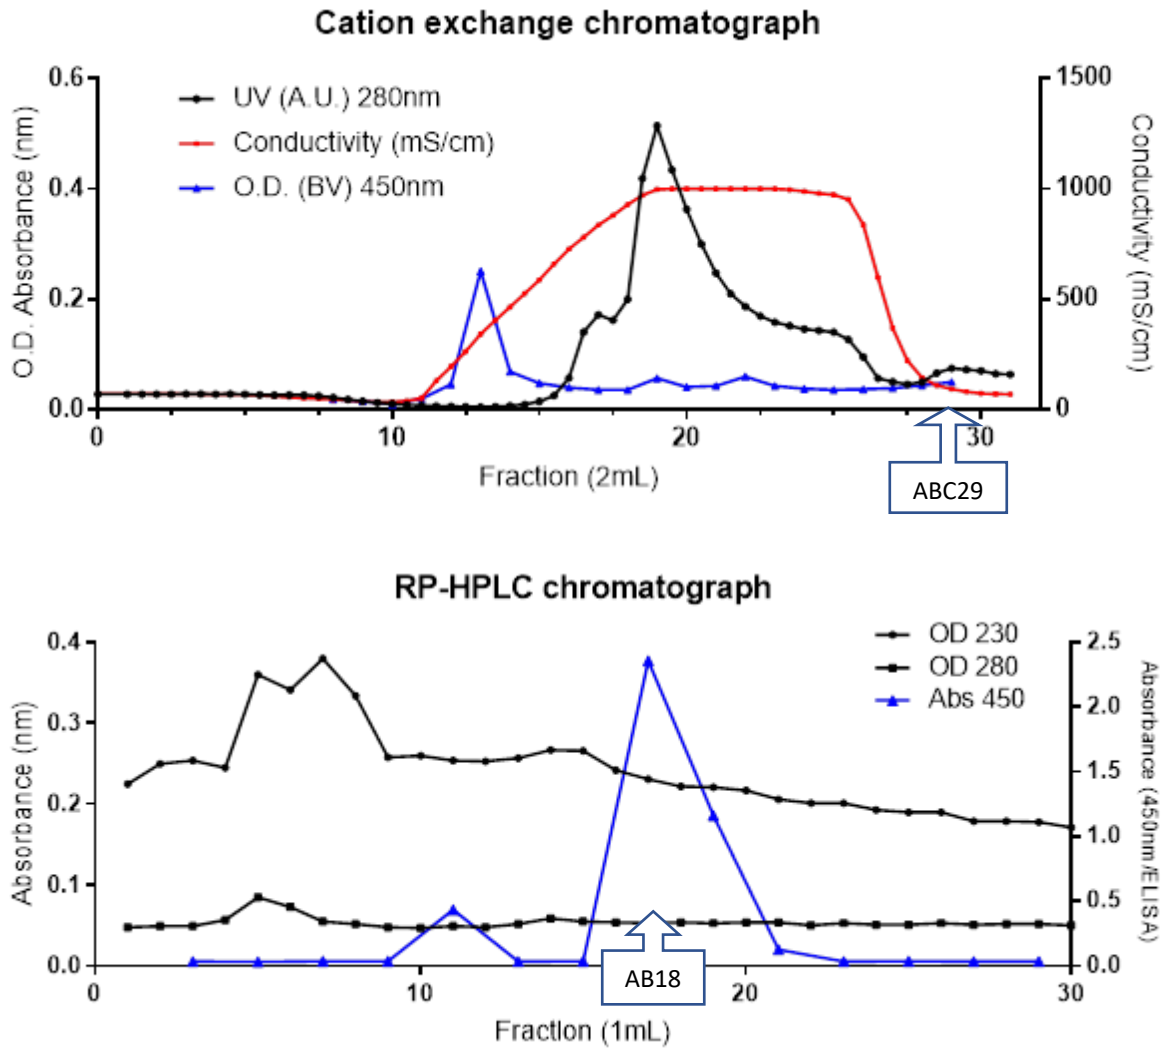 Cation exchange chromatograph
UV (A.U.) 280nm
Conductivity (mS/cm)
O.D. (BV) 450nm
O.D. Absorbance (nm)
0.6
0.4
0.2
0.0
1500
1000
500
0
Conductivity (mS/cm)
0 10 20 30
Fraction (2mL)
ABC29
RP-HPLC chromatograph
OD 230
OD 280
Abs 450
Absorbance (nm)
0.4
0.3
0.2
0.1
0.0
2.5
2.0
1.5
1.0
0.5
0.0
Absorbance (450nm/ELISA)
AB18
0 10 20 30
Fraction (1mL)